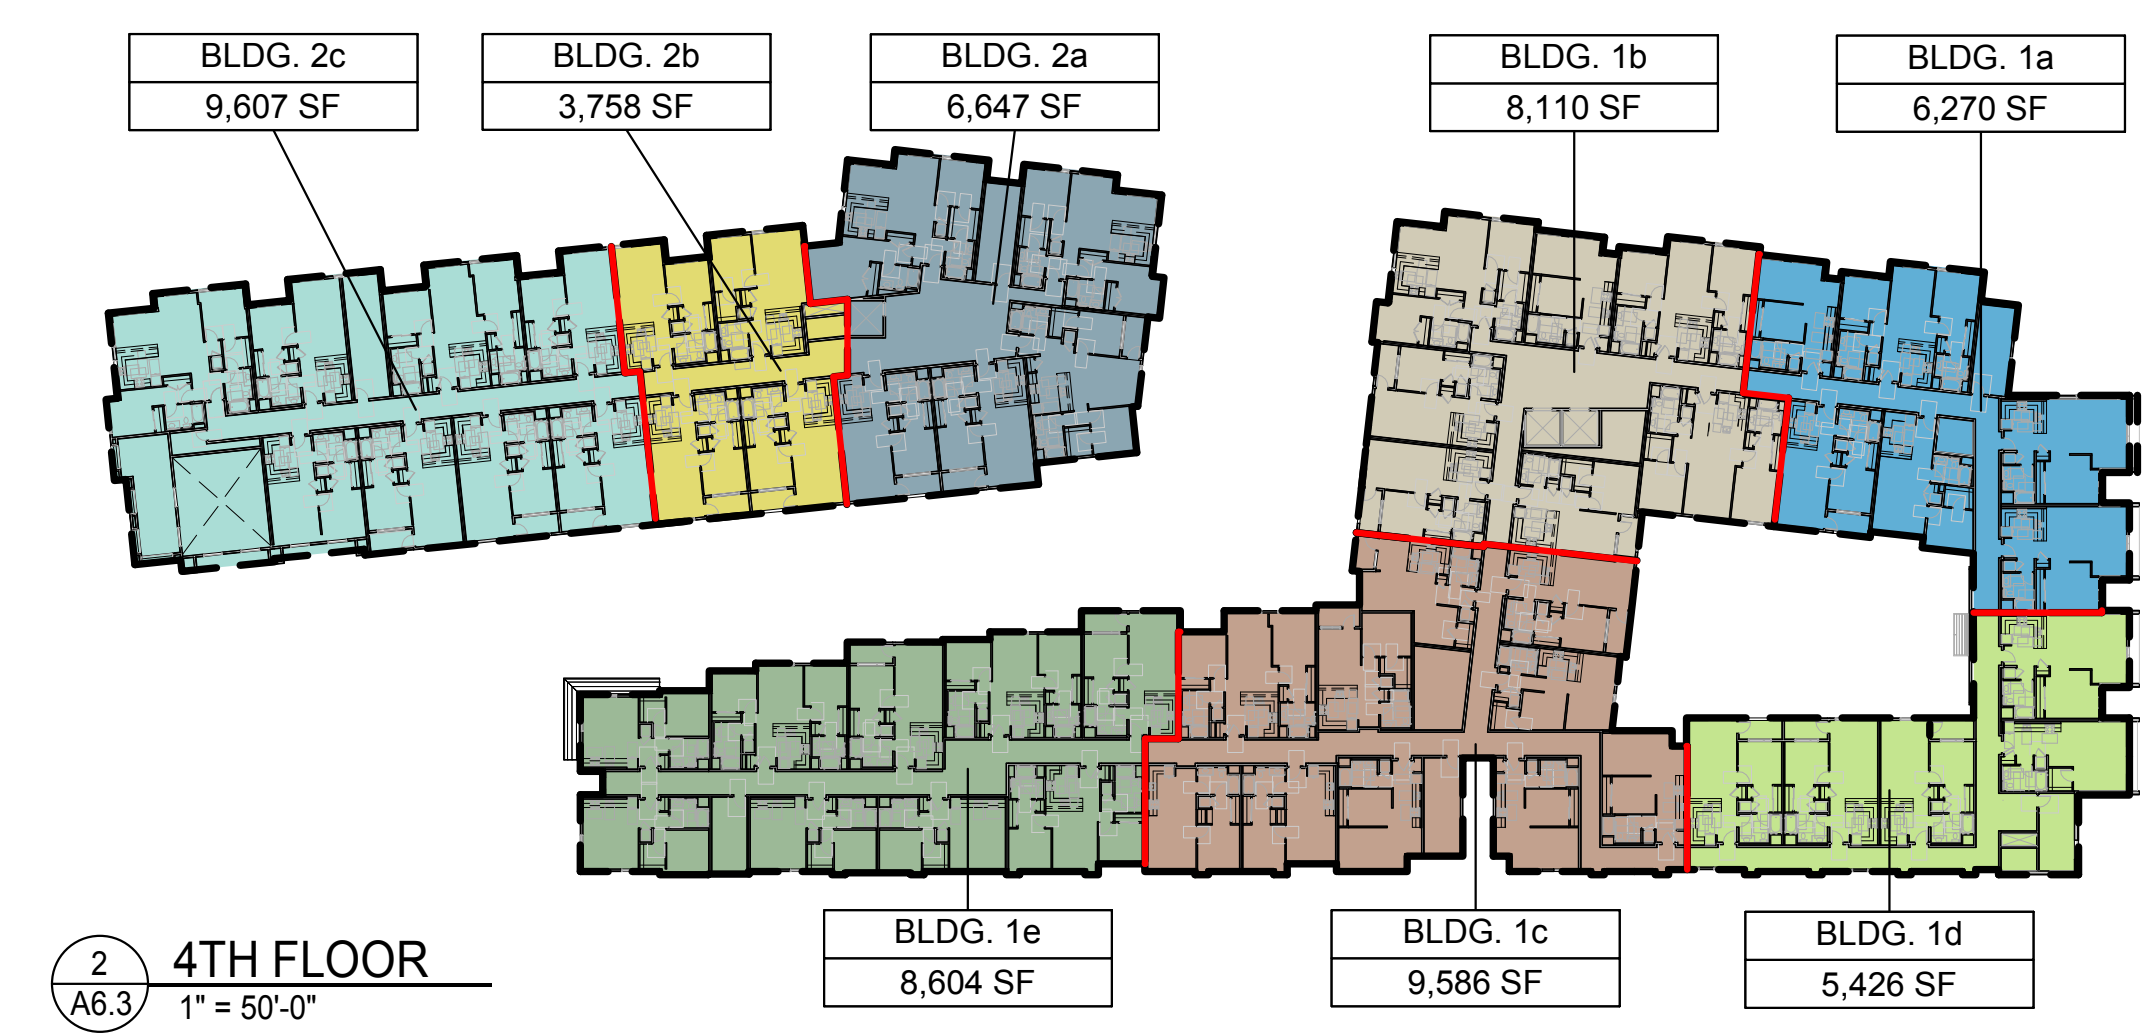 BLDG. 2c
9,607 SF
BLDG. 2b
3,758 SF
BLDG. 2a
6,647 SF
BLDG. 1b
8,110 SF
BLDG. 1a
6,270 SF
BLDG. 1e
8,604 SF
BLDG. 1c
9,586 SF
BLDG. 1d
5,426 SF
2
A6.3
4TH FLOOR
1" = 50'-0"